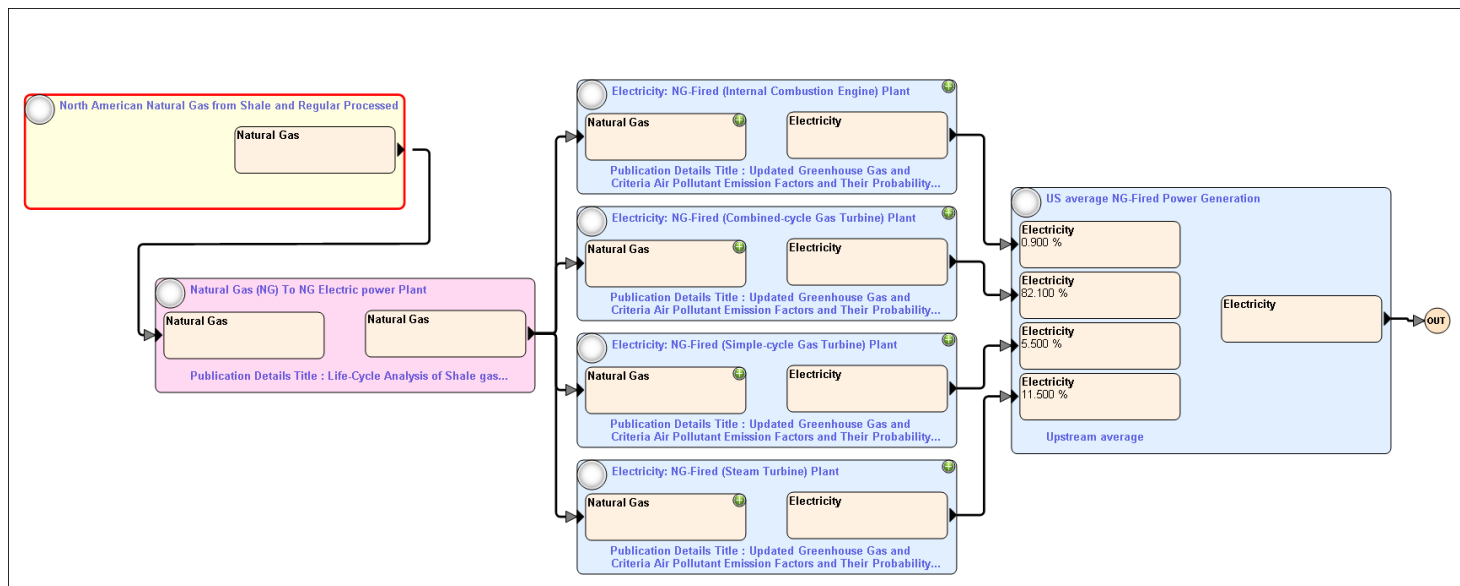 North American Natural Gas from Shale and Regular Processed
Natural Gas
Natural Gas (NG) To NG Electric power Plant
Natural Gas
Natural Gas
Publication Details Title : Life-Cycle Analysis of Shale gas...
Electricity: NG-Fired (Internal Combustion Engine) Plant
Natural Gas
Electricity
Publication Details Title : Updated Greenhouse Gas and
Criteria Air Pollutant Emission Factors and Their Probability...
Electricity: NG-Fired (Combined-cycle Gas Turbine) Plant
Natural Gas
Electricity
Publication Details Title : Updated Greenhouse Gas and
Criteria Air Pollutant Emission Factors and Their Probability...
Electricity: NG-Fired (Simple-cycle Gas Turbine) Plant
Natural Gas
Electricity
Publication Details Title : Updated Greenhouse Gas and
Criteria Air Pollutant Emission Factors and Their Probability...
Electricity: NG-Fired (Steam Turbine) Plant
Natural Gas
Electricity
Publication Details Title : Updated Greenhouse Gas and
Criteria Air Pollutant Emission Factors and Their Probability...
US average NG-Fired Power Generation
Electricity
0.900 %
Electricity
82.100 %
Electricity
5.500 %
Electricity
11.500 %
Electricity
Upstream average
OUT